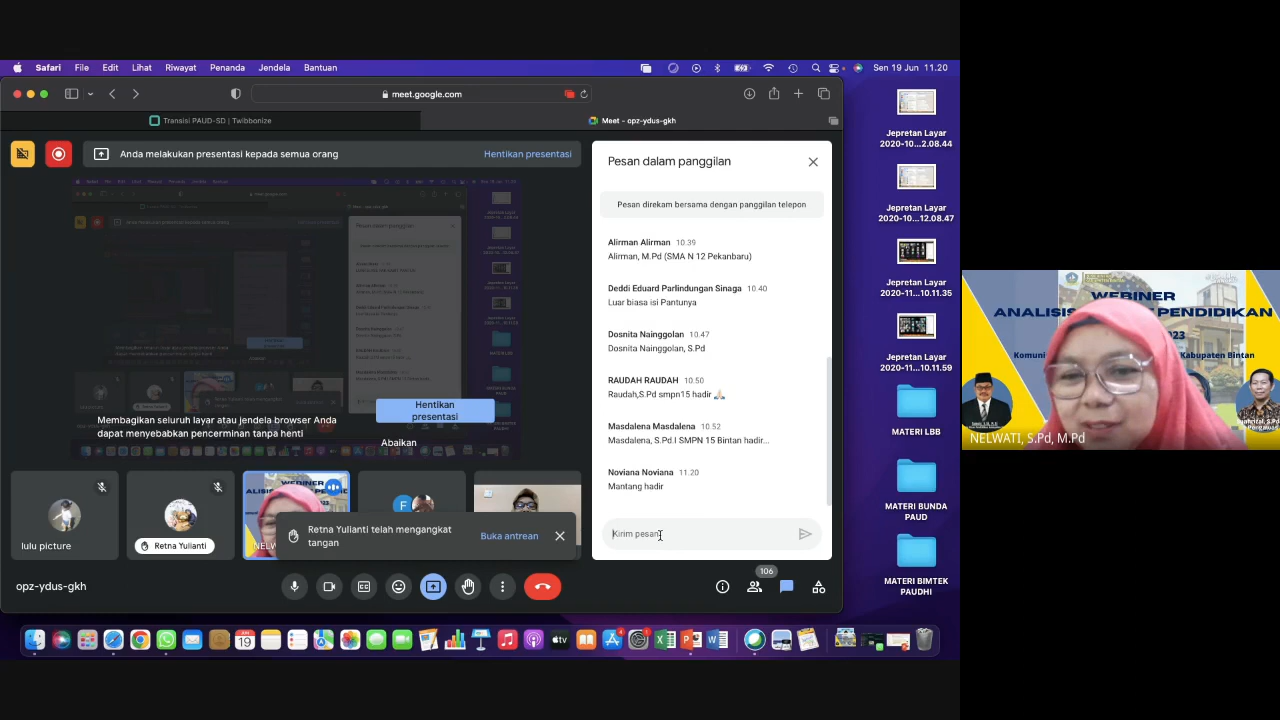 Safari File Edit Lihat Riwayat Penanda Jendela Bantuan
Sen 19 Jun 11.20
meet.google.com
Transisi PAUD-SD | Twibbonize
Meet - opz-ydus-gkh
Anda melakukan presentasi kepada semua orang
Hentikan presentasi
Membagikan seluruh layar atau jendela browser Anda
dapat menyebabkan pencerminan tanpa henti
Hentikan
presentasi
Abaikan
lulu picture
Retna Yulianti
NELW
F
Retna Yulianti telah mengangkat
tangan
Buka antrean
opz-ydus-gkh
106
Pesan dalam panggilan
Pesan direkam bersama dengan panggilan telepon
Alirman Alirman 10.39
Alirman, M.Pd (SMA N 12 Pekanbaru)
Deddi Eduard Parlindungan Sinaga 10.40
Luar biasa isi Pantunya
Dosnita Nainggolan 10.47
Dosnita Nainggolan, S.Pd
RAUDAH RAUDAH 10.50
Raudah,S.Pd smpn15 hadir 🙏
Masdalena Masdalena 10.52
Masdalena, S.Pd.I SMPN 15 Bintan hadir...
Noviana Noviana 11.20
Mantang hadir
Kirim pesan
Jepretan Layar
2020-10...2.08.44
Jepretan Layar
2020-10...12.08.47
Jepretan Layar
2020-11...10.11.35
Jepretan Layar
2020-11...10.11.59
MATERI LBB
MATERI BUNDA
PAUD
MATERI BIMTEK
PAUDHI
WEBINER
ANALISIS PENDIDIKAN
2023
Komuni Kabupaten Bintan
NELWATI, S.Pd, M.Pd